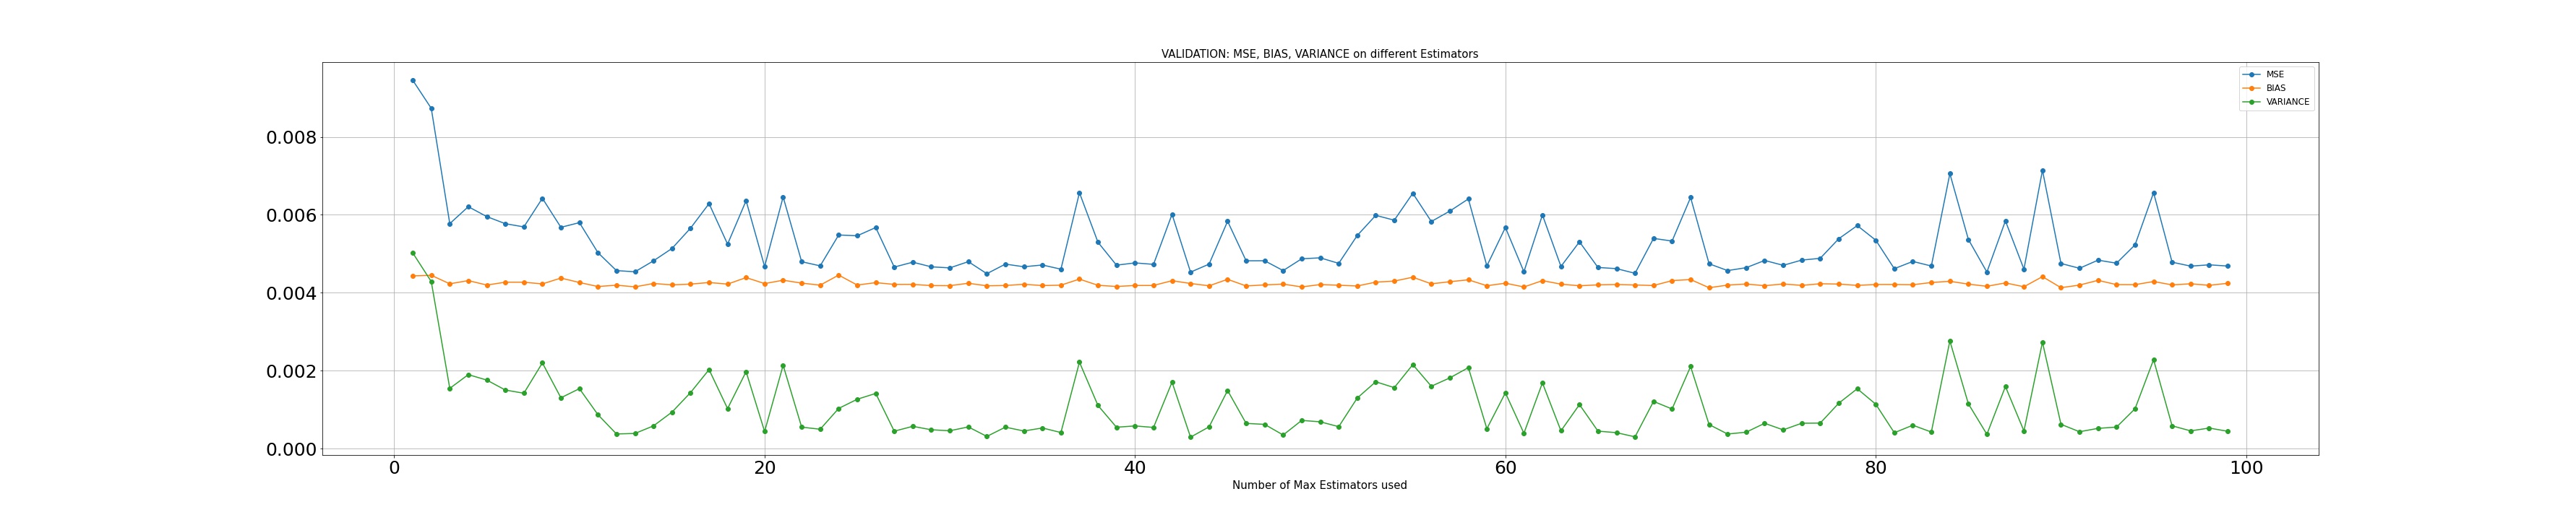 VALIDATION: MSE, BIAS, VARIANCE on different Estimators
MSE
BIAS
VARIANCE
0.008
0.006
0.004
0.002
0.000
0 20 40 60 80 100
Number of Max Estimators used